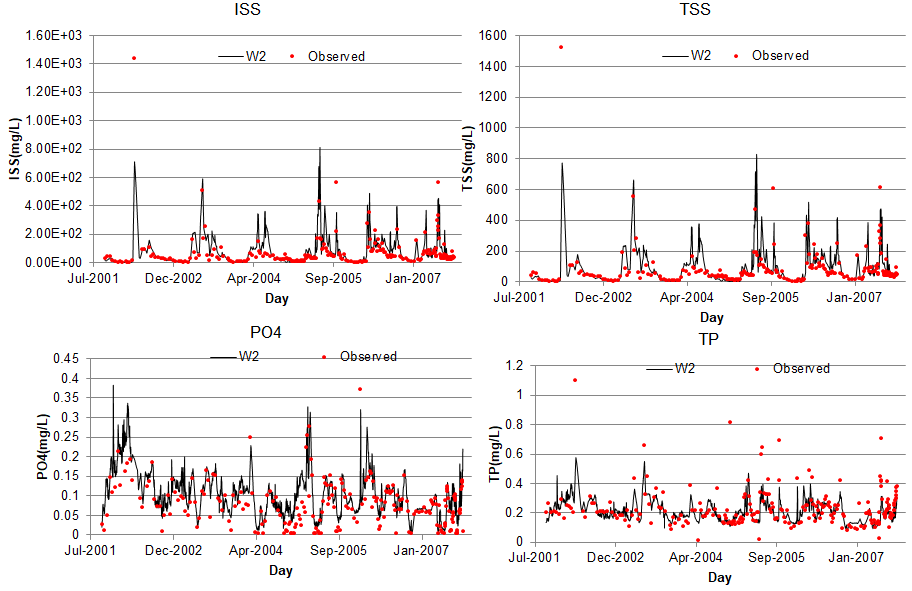 ISS
1.60E+03
1.40E+03
1.20E+03
1.00E+03
8.00E+02
6.00E+02
4.00E+02
2.00E+02
0.00E+00
ISS(mg/L)
W2 Observed
Jul-2001 Dec-2002 Apr-2004 Sep-2005 Jan-2007
Day
TSS
1600
1400
1200
1000
800
600
400
200
0
TSS(mg/L)
W2 Observed
Jul-2001 Dec-2002 Apr-2004 Sep-2005 Jan-2007
Day
PO4
0.45
0.4
0.35
0.3
0.25
0.2
0.15
0.1
0.05
0
PO4(mg/L)
W2 Observed
Jul-2001 Dec-2002 Apr-2004 Sep-2005 Jan-2007
Day
TP
1.2
1
0.8
0.6
0.4
0.2
0
TP(mg/L)
W2 Observed
Jul-2001 Dec-2002 Apr-2004 Sep-2005 Jan-2007
Day